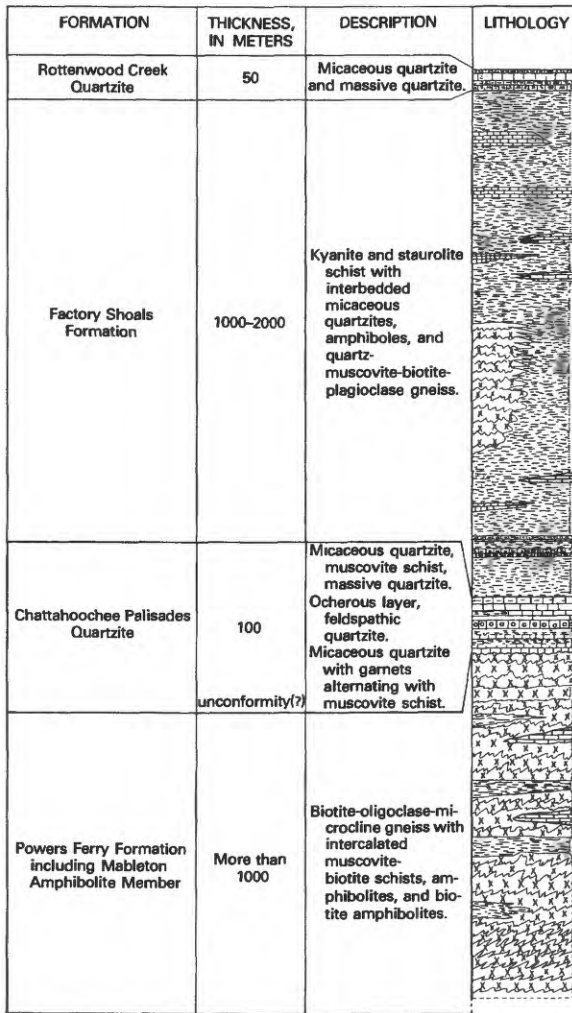 FORMATION
THICKNESS,
IN METERS
DESCRIPTION
LITHOLOGY
Rottenwood Creek
Quartzite
50
Micaceous quartzite
and massive quartzite.
Factory Shoals
Formation
1000–2000
Kyanite and staurolite
schist with
interbedded
micaceous
quartzites,
amphiboles, and
quartz-
muscovite-biotite-
plagioclase gneiss.
Chattahoochee Palisades
Quartzite
100
unconformity(?)
Micaceous quartzite,
muscovite schist,
massive quartzite.
Ocherous layer,
feldspathic
quartzite.
Micaceous quartzite
with garnets
alternating with
muscovite schist.
Powers Ferry Formation
including Mableton
Amphibolite Member
More than
1000
Biotite-oligoclase-mi-
crocline gneiss with
intercalated
muscovite-
biotite schists, am-
phibolites, and bio-
tite amphibolites.